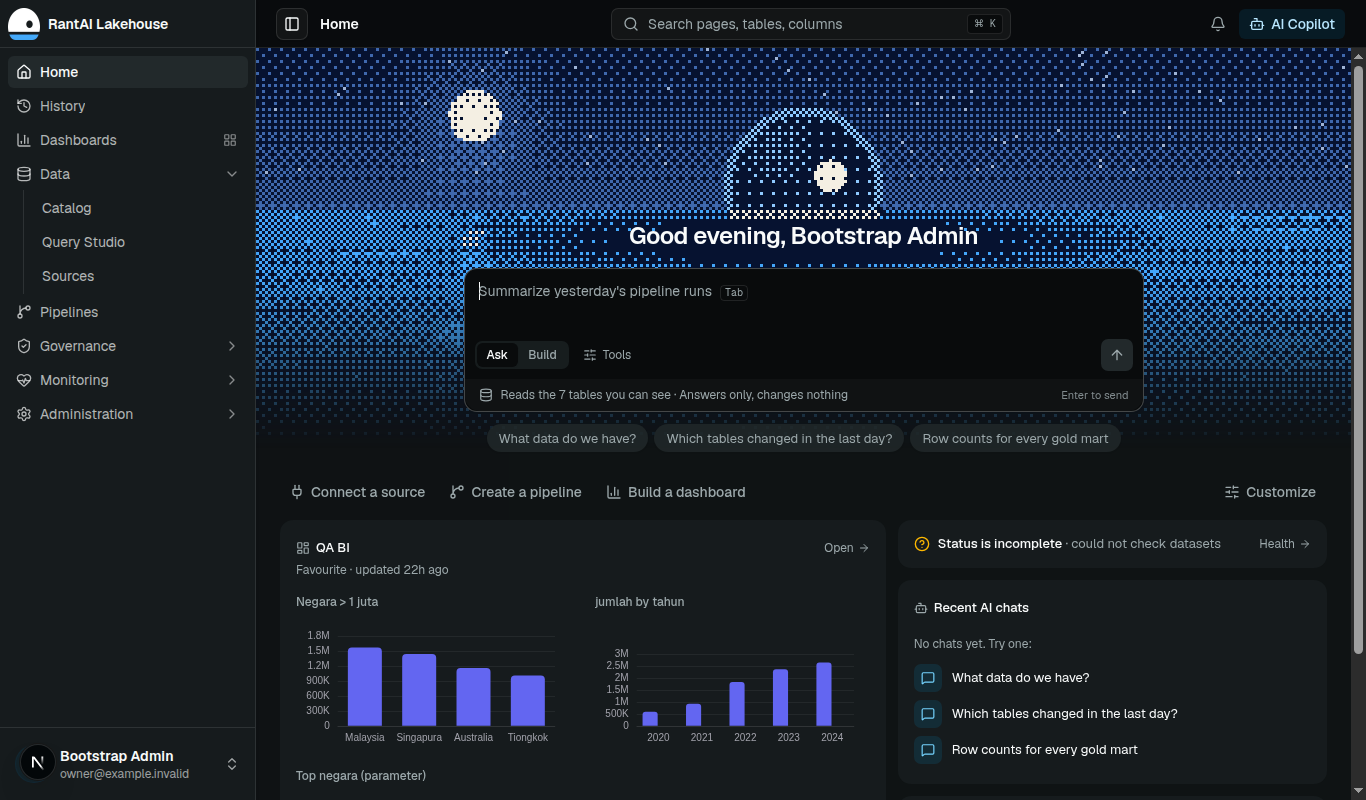 RantAI Lakehouse
Home
Search pages, tables, columns
⌘ K
AI Copilot
Home
History
Dashboards
Data
Catalog
Query Studio
Sources
Pipelines
Governance
Monitoring
Administration
Good evening, Bootstrap Admin
Summarize yesterday's pipeline runs Tab
Ask Build Tools
Reads the 7 tables you can see · Answers only, changes nothing Enter to send
What data do we have? Which tables changed in the last day? Row counts for every gold mart
Connect a source Create a pipeline Build a dashboard Customize
QA BI Open →
Favourite · updated 22h ago
Negara > 1 juta
1.8M
1.5M
1.2M
900K
600K
300K
0
Malaysia Singapura Australia Tiongkok
jumlah by tahun
3M
2.5M
2M
1.5M
1M
500K
0
2020 2021 2022 2023 2024
Top negara (parameter)
Status is incomplete · could not check datasets Health →
Recent AI chats
No chats yet. Try one:
What data do we have?
Which tables changed in the last day?
Row counts for every gold mart
N
Bootstrap Admin
owner@example.invalid